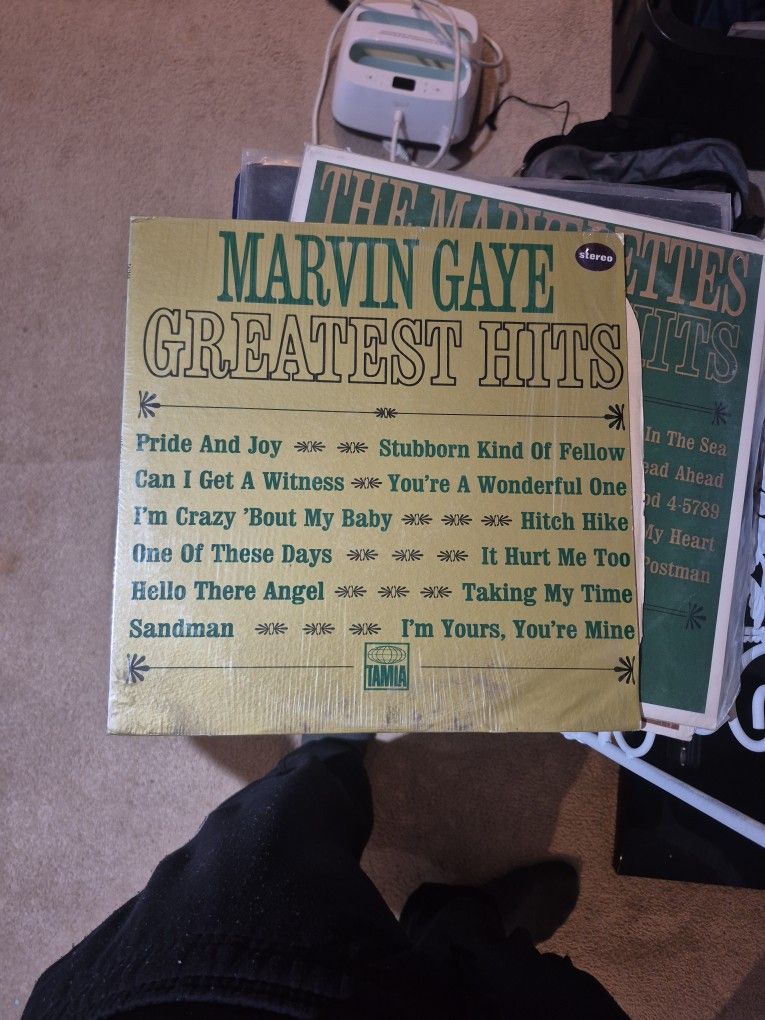 MARVIN GAYE
stereo
GREATEST HITS
Pride And Joy Stubborn Kind Of Fellow
Can I Get A Witness You're A Wonderful One
I'm Crazy 'Bout My Baby Hitch Hike
One Of These Days It Hurt Me Too
Hello There Angel Taking My Time
Sandman I'm Yours, You're Mine
TAMLA
THE MARVELETTES
HITS
In The Sea
ead Ahead
od 4-5789
My Heart
Postman